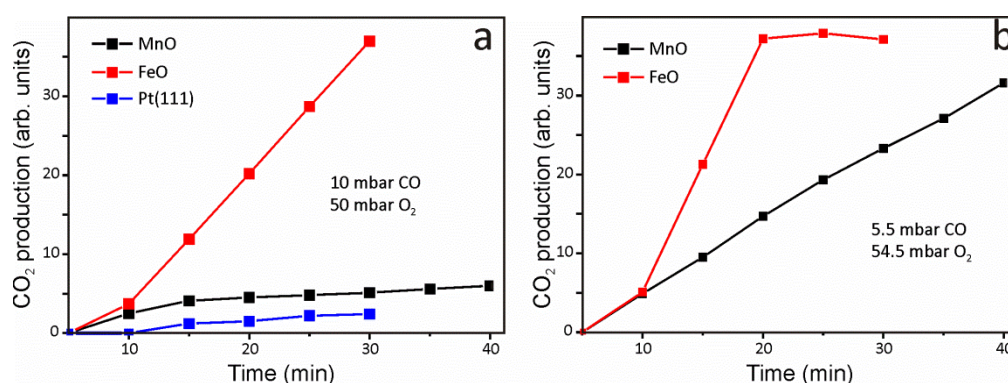 a
MnO
FeO
Pt(111)
10 mbar CO
50 mbar O₂
CO₂ production (arb. units)
30
20
10
0
10 20 30 40
Time (min)
b
MnO
FeO
5.5 mbar CO
54.5 mbar O₂
CO₂ production (arb. units)
30
20
10
0
10 20 30 40
Time (min)